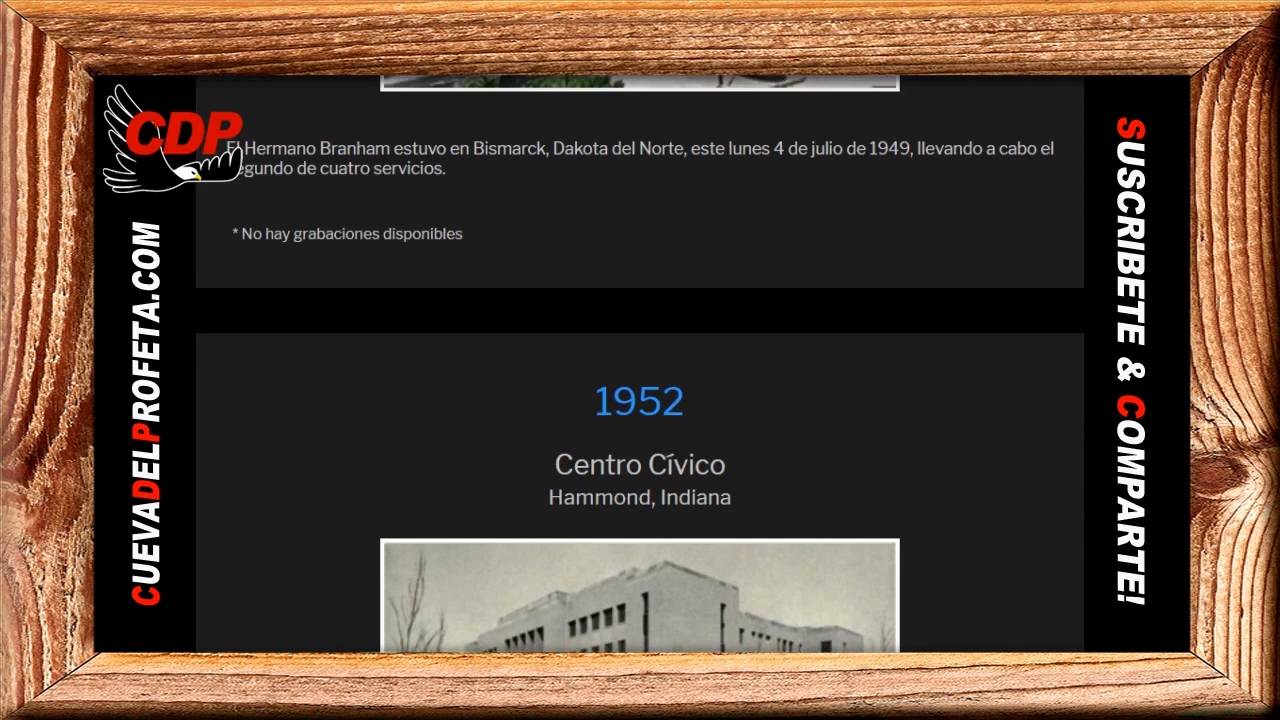 CDP
El Hermano Branham estuvo en Bismarck, Dakota del Norte, este lunes 4 de julio de 1949, llevando a cabo el
egundo de cuatro servicios.
* No hay grabaciones disponibles
1952
Centro Cívico
Hammond, Indiana
CUEVADELPROFETA.COM
SUSCRIBETE & COMPARTE!